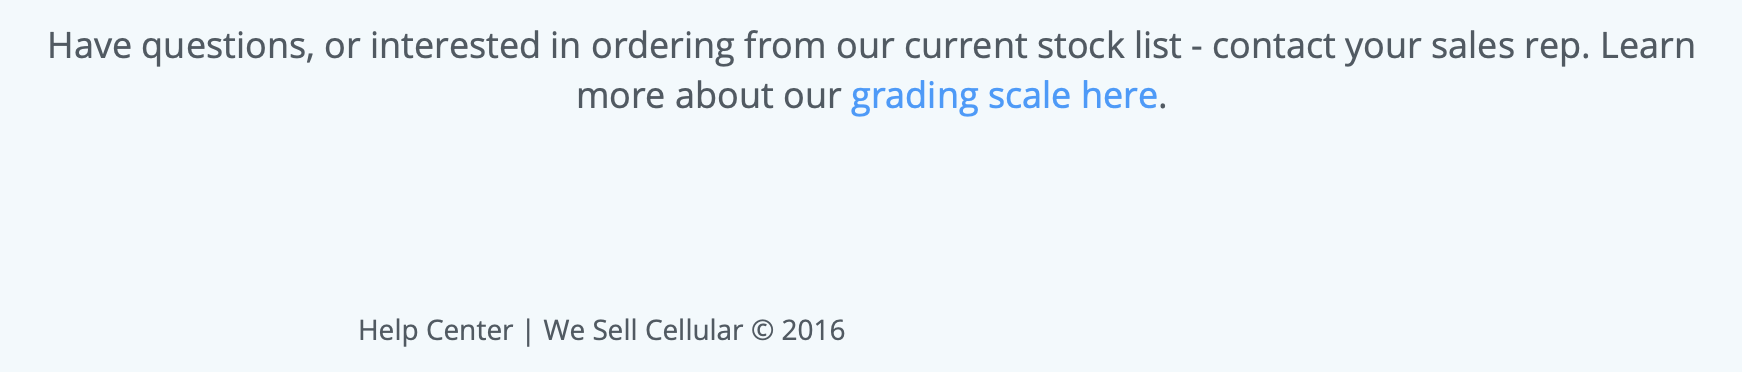 Have questions, or interested in ordering from our current stock list - contact your sales rep. Learn
more about our grading scale here.
Help Center | We Sell Cellular © 2016